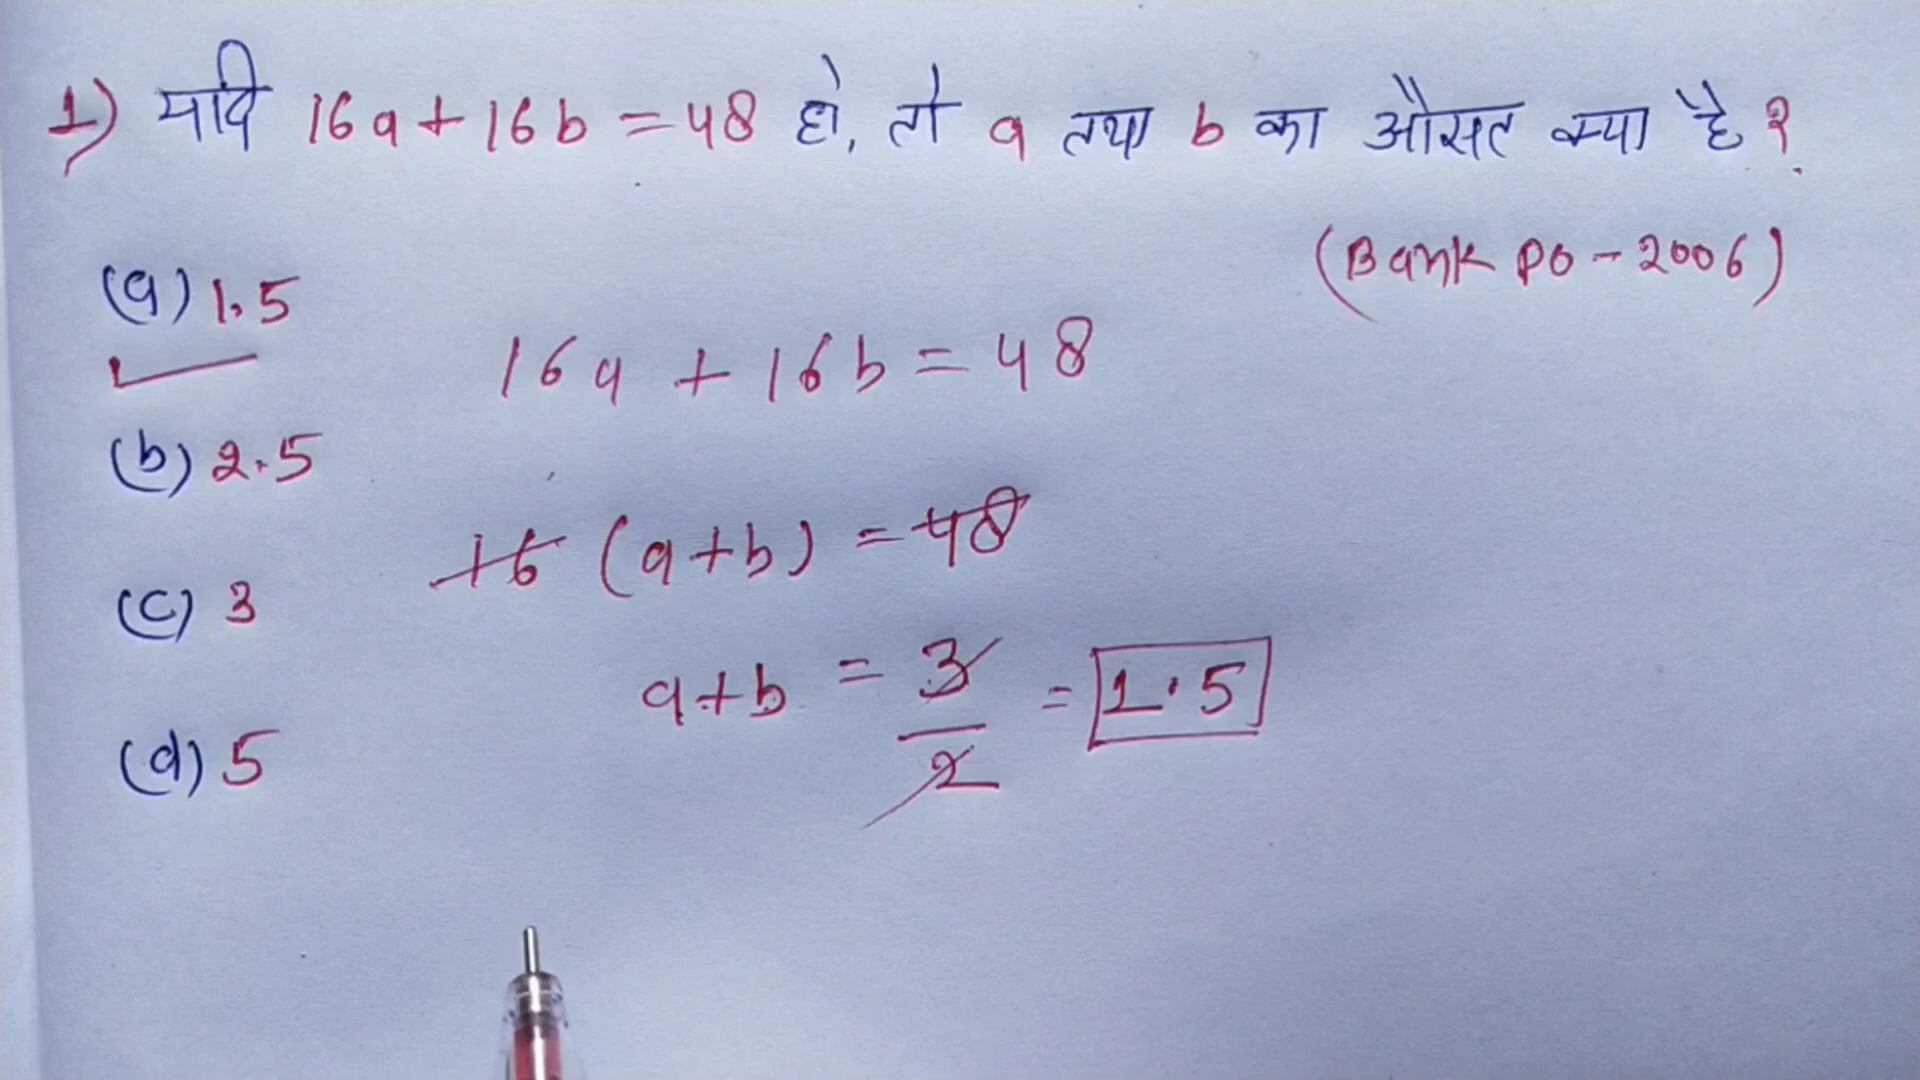 1) यदि 16a+16b=48 हो, तो a तथा b का औसत क्या है ?
(Bank PO-2006)
(a) 1.5
16a + 16b = 48
(b) 2.5
16 (a+b) = 48
(c) 3
a+b = 3/2 = 1.5
(d) 5